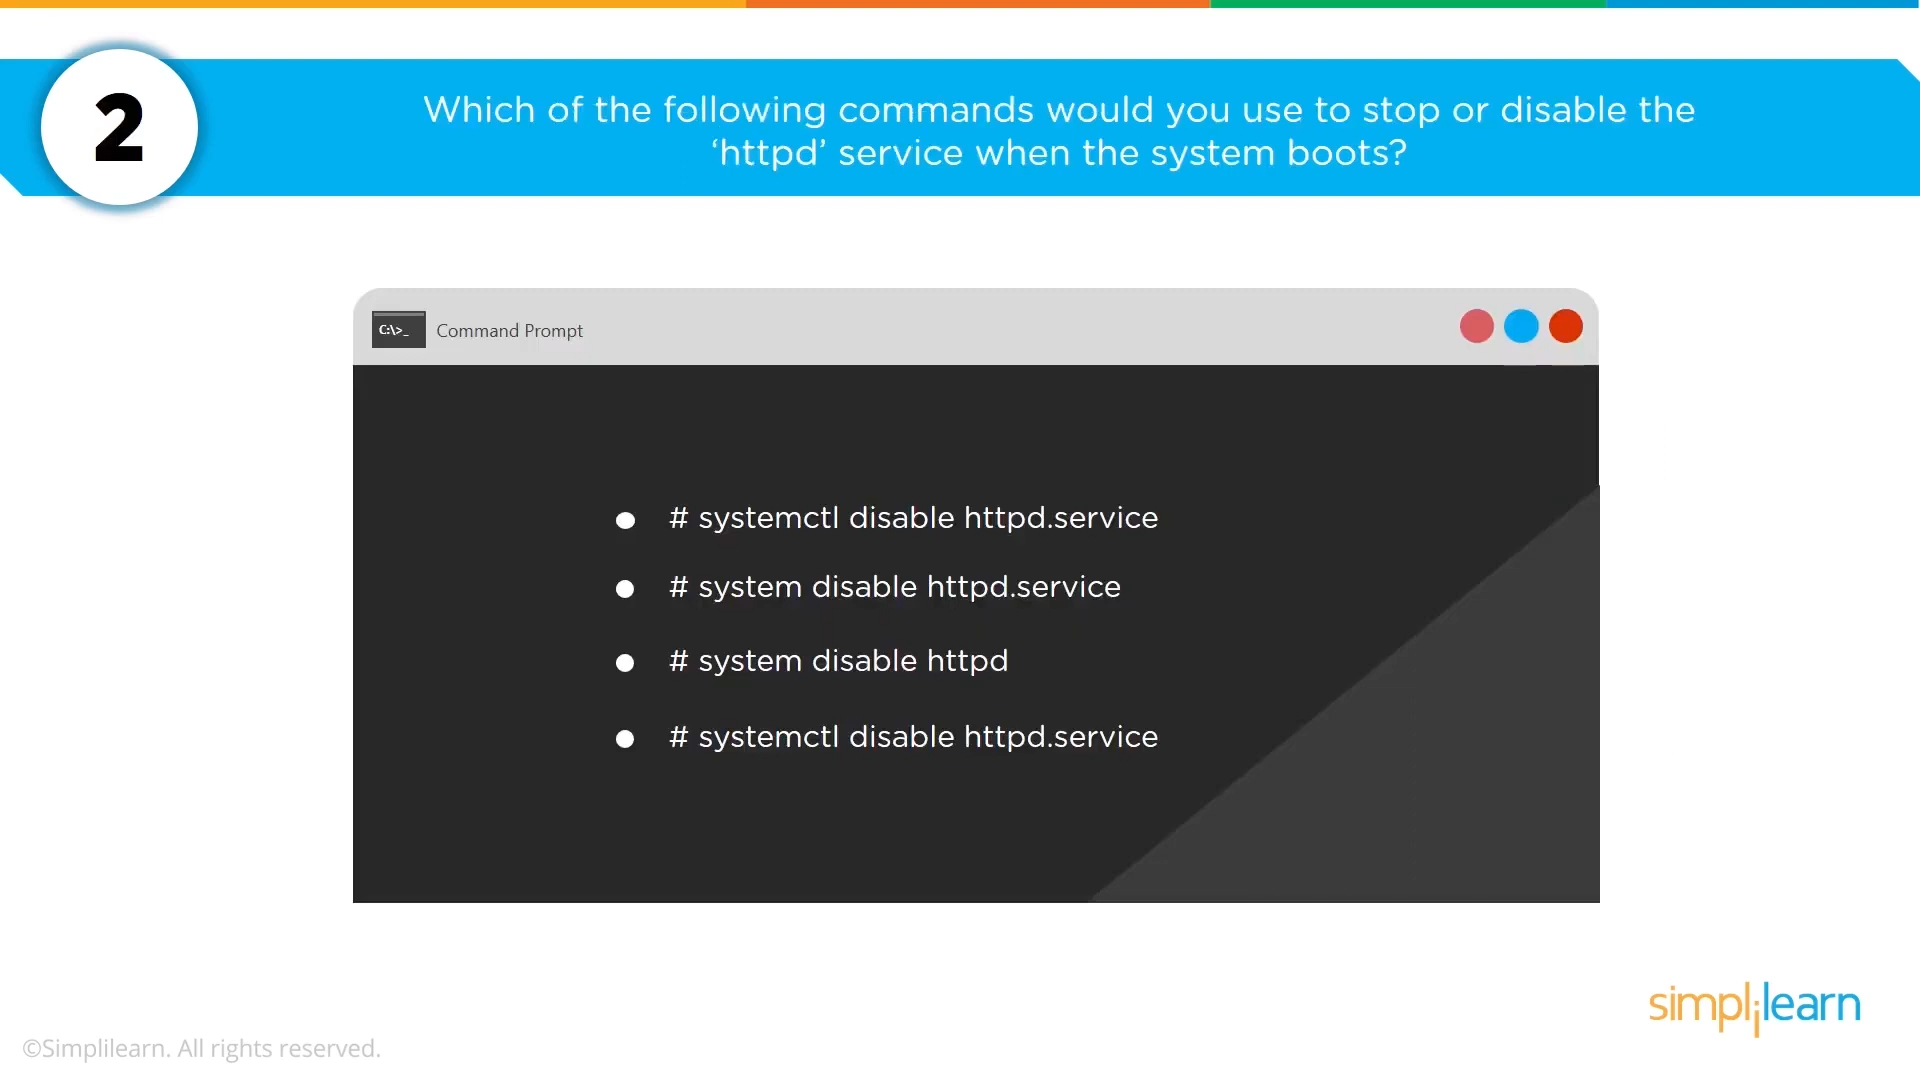 2
Which of the following commands would you use to stop or disable the
‘httpd’ service when the system boots?
C:\>_
Command Prompt
# systemctl disable httpd.service
# system disable httpd.service
# system disable httpd
# systemctl disable httpd.service
simplilearn
©Simplilearn. All rights reserved.